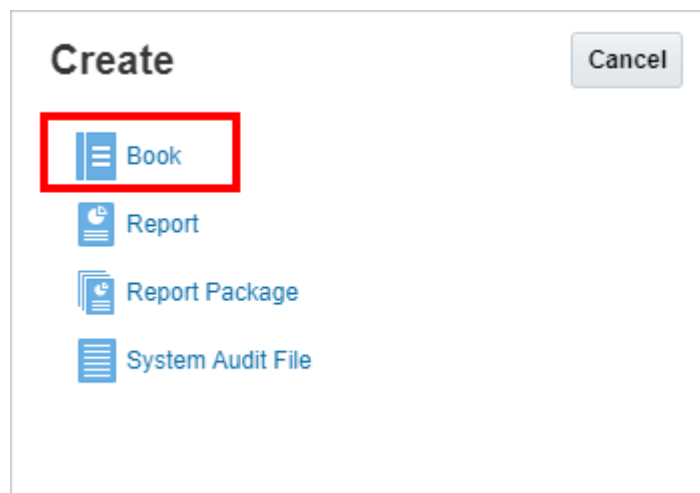 Create
Cancel
Book
Report
Report Package
System Audit File